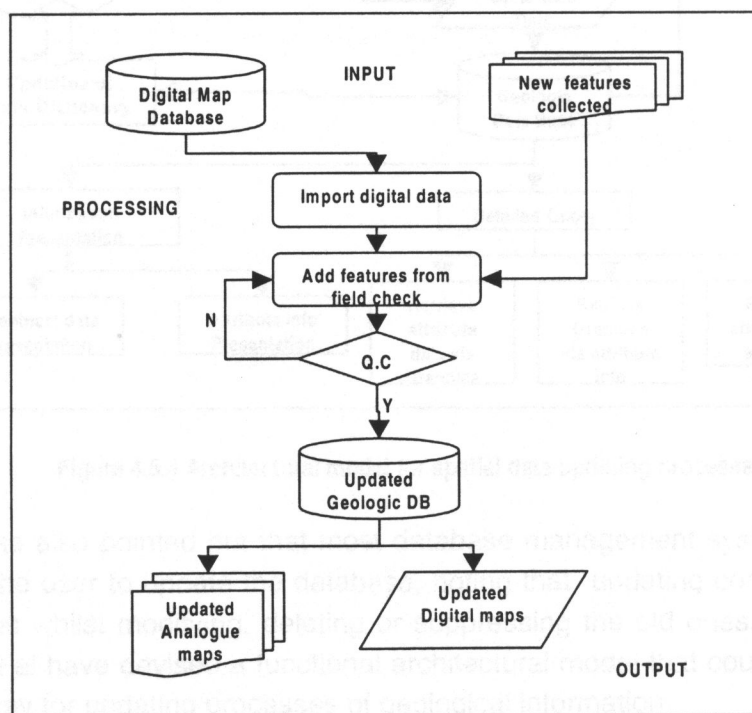 INPUT
Digital Map
Database
New features
collected
PROCESSING
Import digital data
Add features from
field check
N
Q.C
Y
Updated
Geologic DB
Updated
Analogue
maps
Updated
Digital maps
OUTPUT